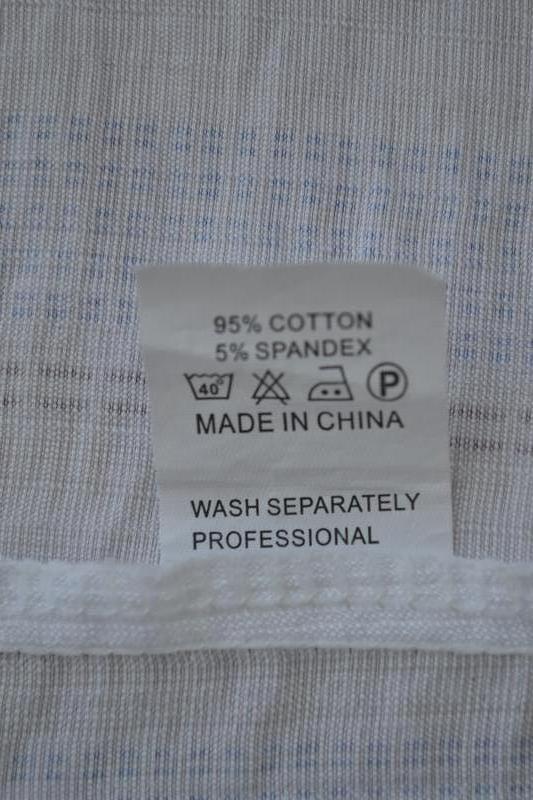 95% COTTON
5% SPANDEX
40° P
MADE IN CHINA
WASH SEPARATELY
PROFESSIONAL